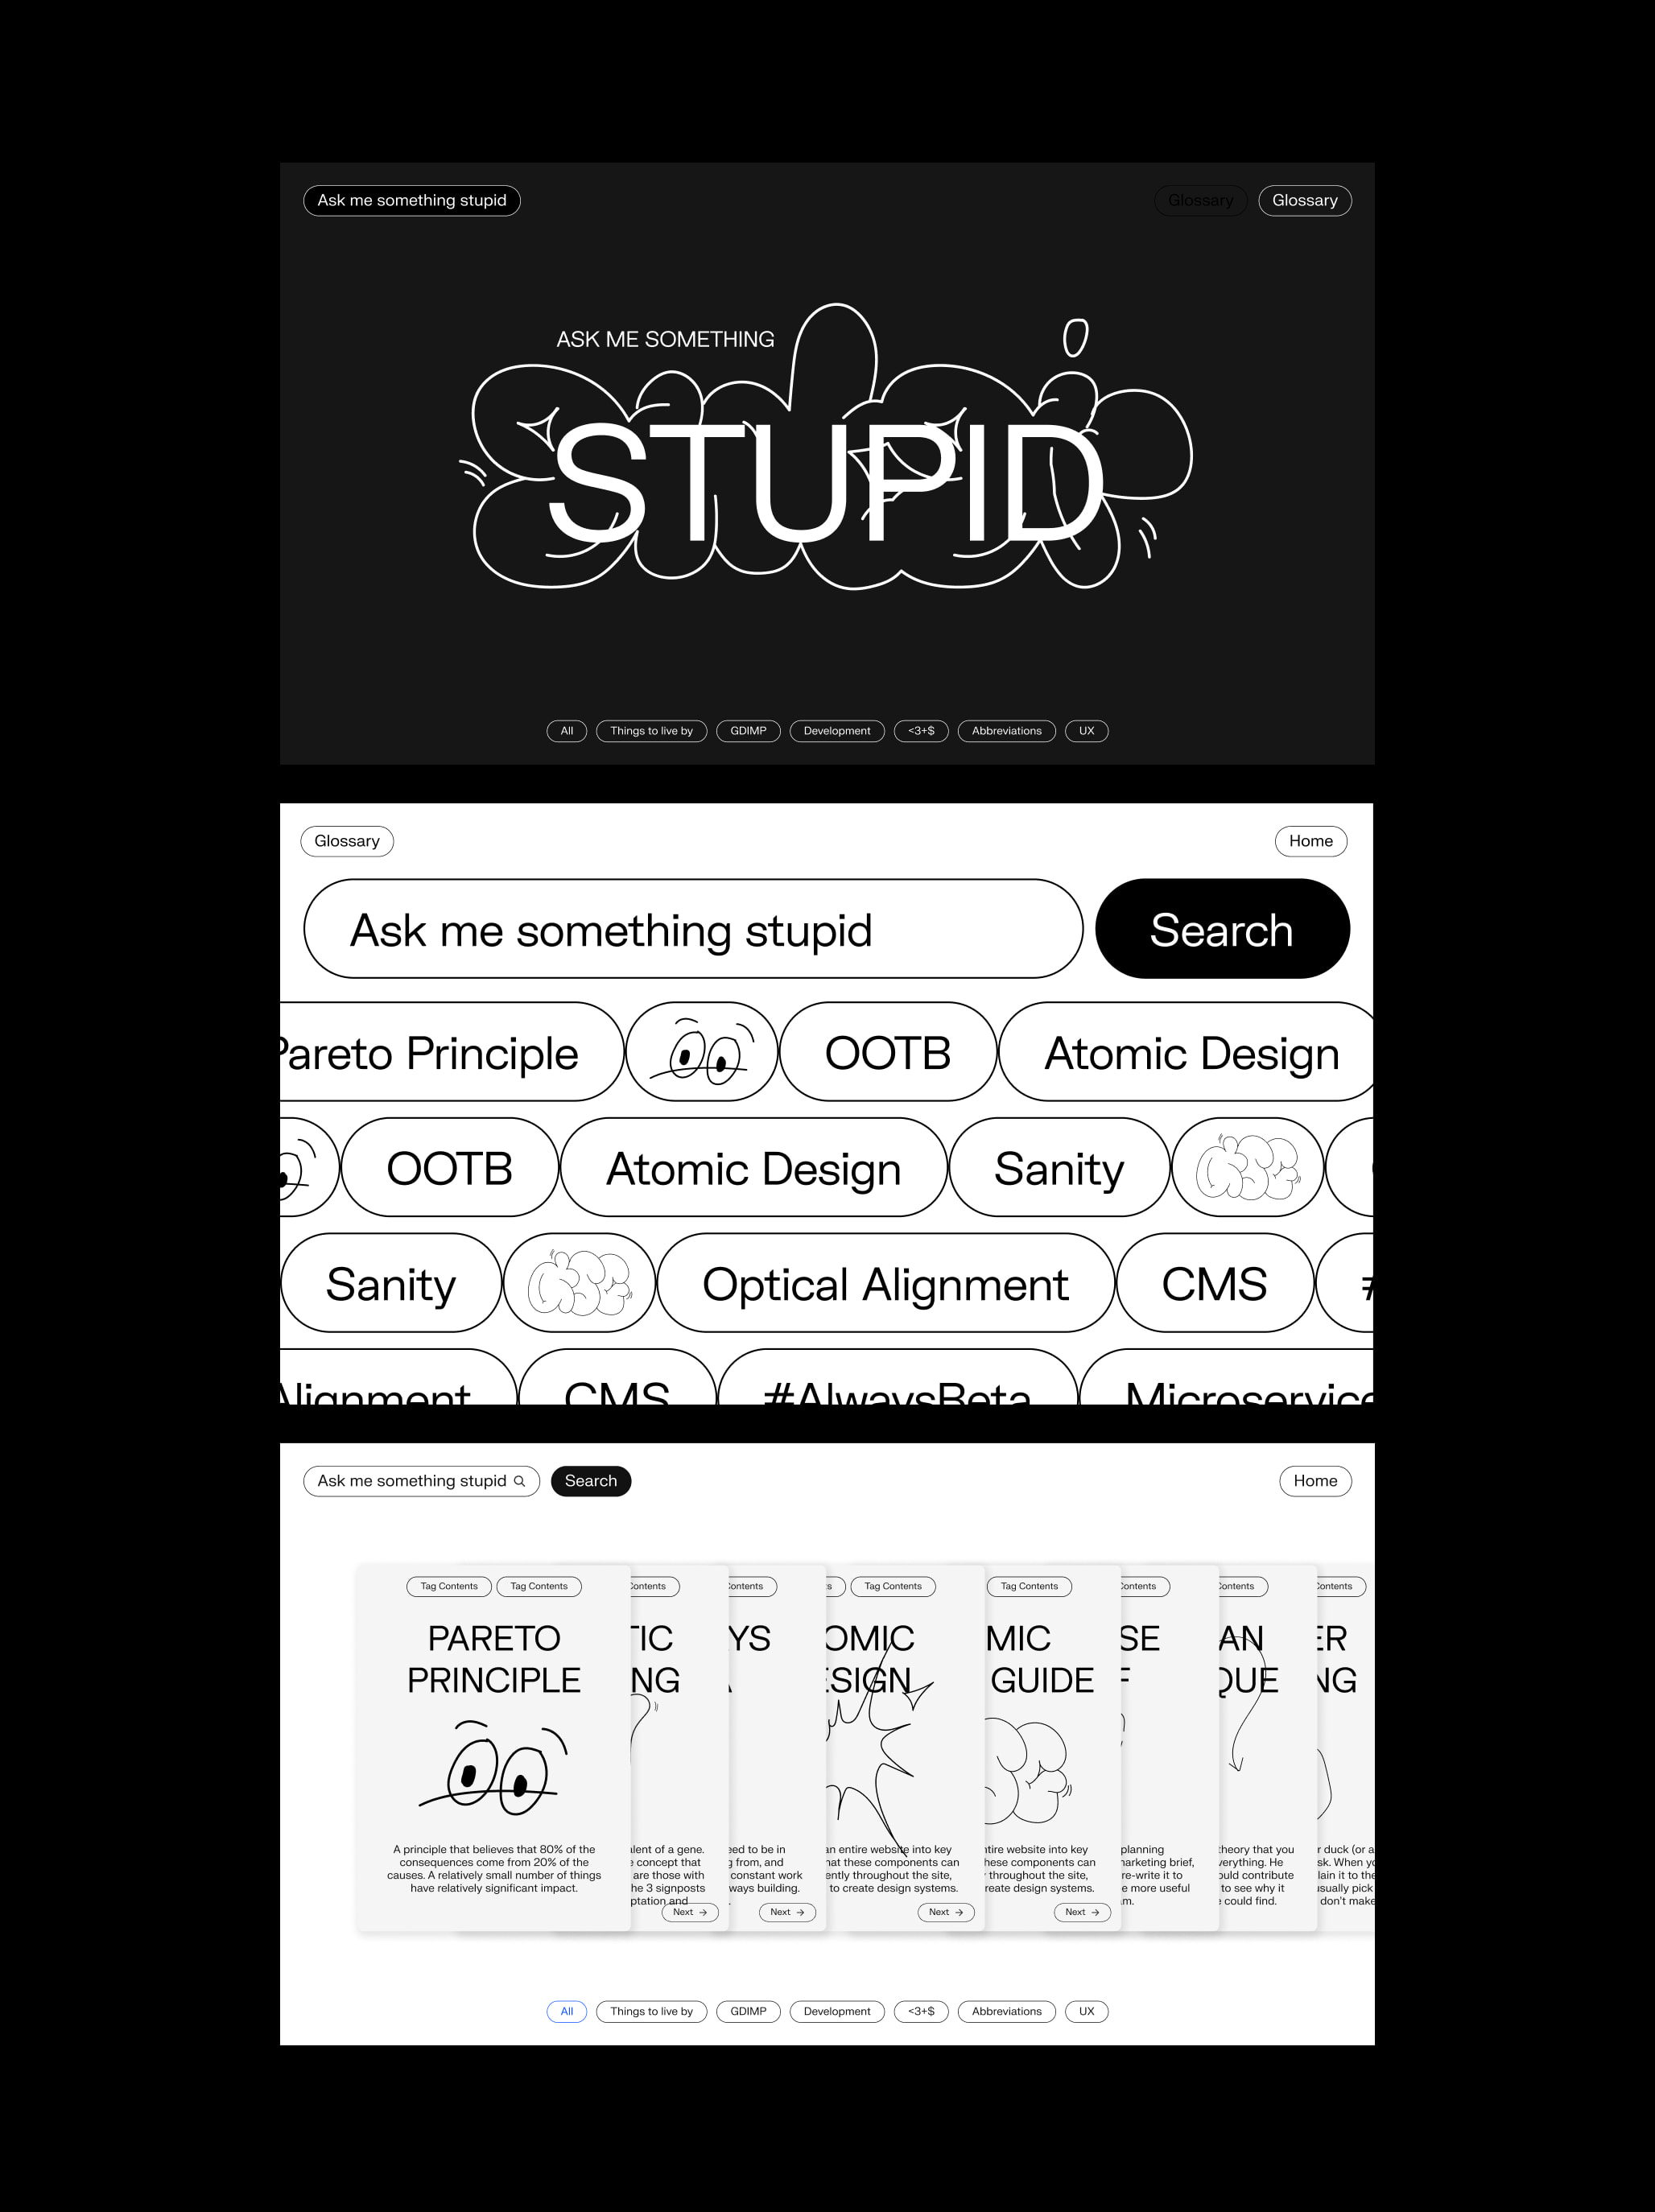 Ask me something stupid
Glossary
Glossary
ASK ME SOMETHING
STUPID
All
Things to live by
GDIMP
Development
<3+$
Abbreviations
UX
Glossary
Home
Ask me something stupid
Search
Pareto Principle
OOTB
Atomic Design
OOTB
Atomic Design
Sanity
Sanity
Optical Alignment
CMS
#
Alignment
CMS
#AlwaysBeta
Microservice
Ask me something stupid
Search
Home
Tag Contents
Tag Contents
PARETO
PRINCIPLE
A principle that believes that 80% of the
consequences come from 20% of the
causes. A relatively small number of things
have relatively significant impact.
Contents
TIC
NG
lent of a gene.
concept that
are those with
he 3 signposts
ptation and
Next
Contents
YS
eed to be in
g from, and
constant work
ways building.
Next
ts
Tag Contents
OMIC
ESIGN
an entire website into key
hat these components can
ently throughout the site,
to create design systems.
Next
Tag Contents
MIC
GUIDE
ntire website into key
hese components can
throughout the site,
reate design systems.
Next
Contents
SE
F
planning
marketing brief,
re-write it to
e more useful
m.
Contents
AN
QUE
theory that you
verything. He
ould contribute
to see why it
could find.
Contents
ER
NG
r duck (or a
sk. When yo
lain it to the
usually pick
don't make
All
Things to live by
GDIMP
Development
<3+$
Abbreviations
UX